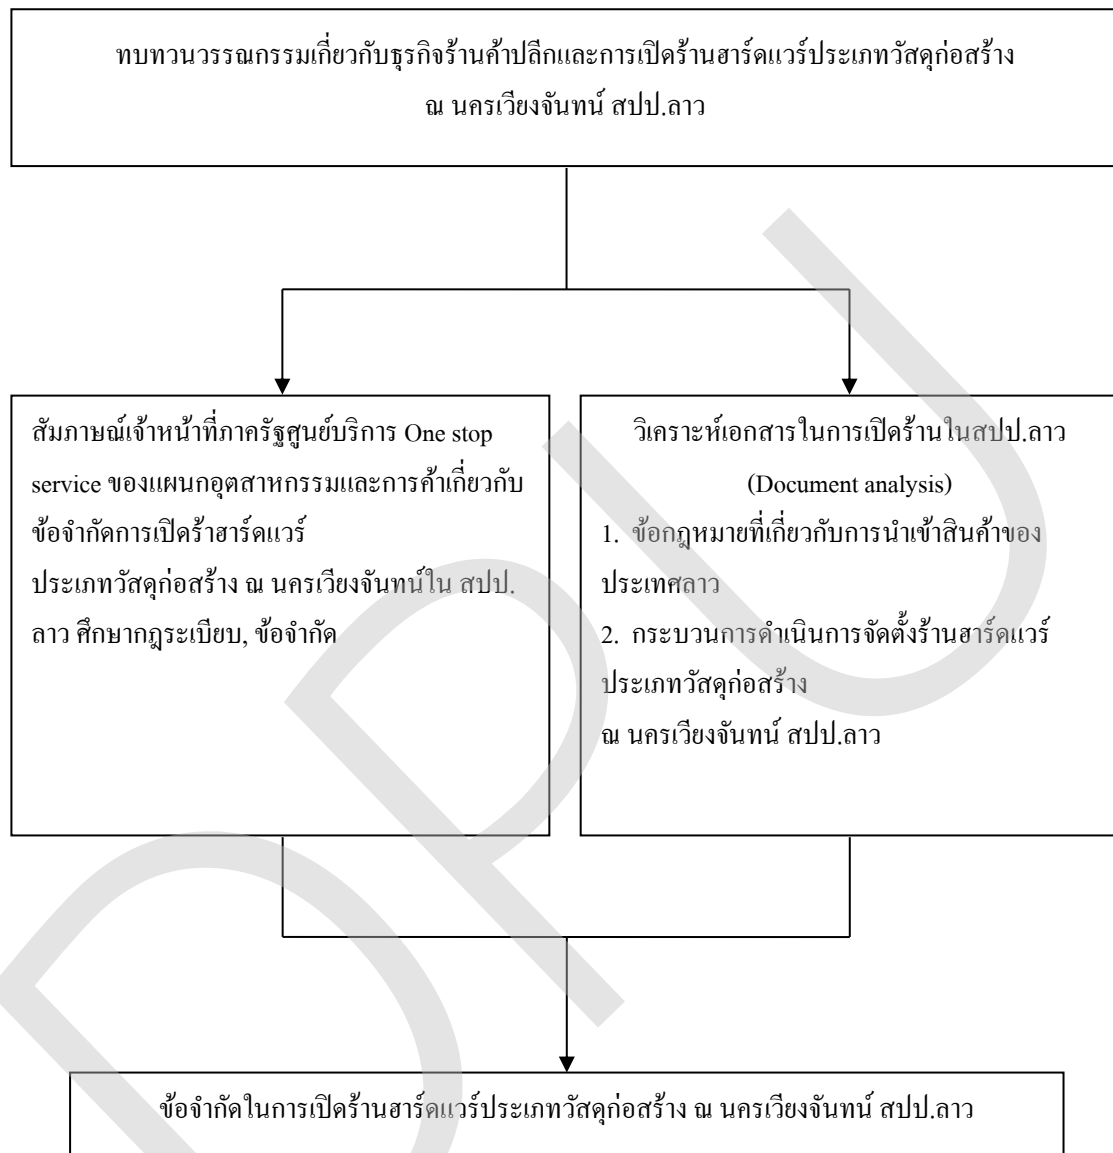 ทบทวนวรรณกรรมเกี่ยวกับธุรกิจร้านค้าปลีกและการเปิดร้านฮาร์ดแวร์ประเภทวัสดุก่อสร้าง
ณ นครเวียงจันทน์ สปป.ลาว
สัมภาษณ์เจ้าหน้าที่ภาครัฐศูนย์บริการ One stop
service ของแผนกอุตสาหกรรมและการค้าเกี่ยวกับ
ข้อจำกัดการเปิดร้าฮาร์ดแวร์
ประเภทวัสดุก่อสร้าง ณ นครเวียงจันทน์ใน สปป.
ลาว ศึกษากฎระเบียบ, ข้อจำกัด
วิเคราะห์เอกสารในการเปิดร้านในสปป.ลาว
(Document analysis)
1. ข้อกฎหมายที่เกี่ยวกับการนำเข้าสินค้าของ
ประเทศลาว
2. กระบวนการดำเนินการจัดตั้งร้านฮาร์ดแวร์
ประเภทวัสดุก่อสร้าง
ณ นครเวียงจันทน์ สปป.ลาว
ข้อจำกัดในการเปิดร้านฮาร์ดแวร์ประเภทวัสดุก่อสร้าง ณ นครเวียงจันทน์ สปป.ลาว
DPU